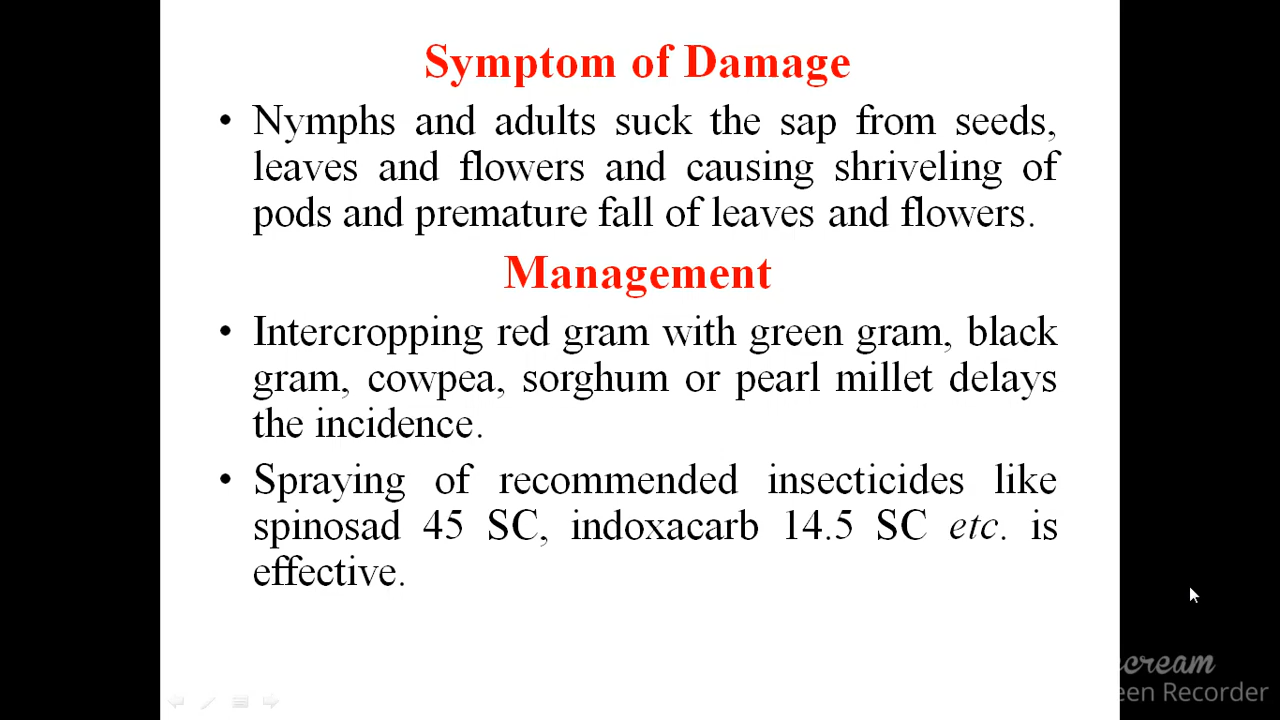 Symptom of Damage
• Nymphs and adults suck the sap from seeds,
leaves and flowers and causing shriveling of
pods and premature fall of leaves and flowers.
Management
• Intercropping red gram with green gram, black
gram, cowpea, sorghum or pearl millet delays
the incidence.
• Spraying of recommended insecticides like
spinosad 45 SC, indoxacarb 14.5 SC etc. is
effective.
cream
een Recorder